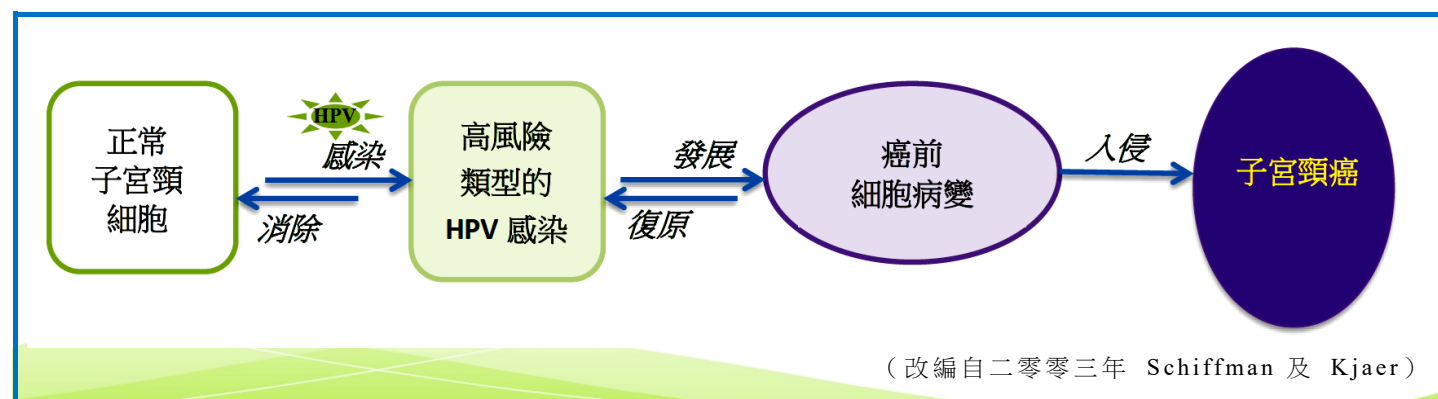 正常
子宮頸
細胞
HPV
感染
消除
高風險
類型的
HPV 感染
發展
復原
癌前
細胞病變
入侵
子宮頸癌
（改編自二零零三年 Schiffman 及 Kjaer）